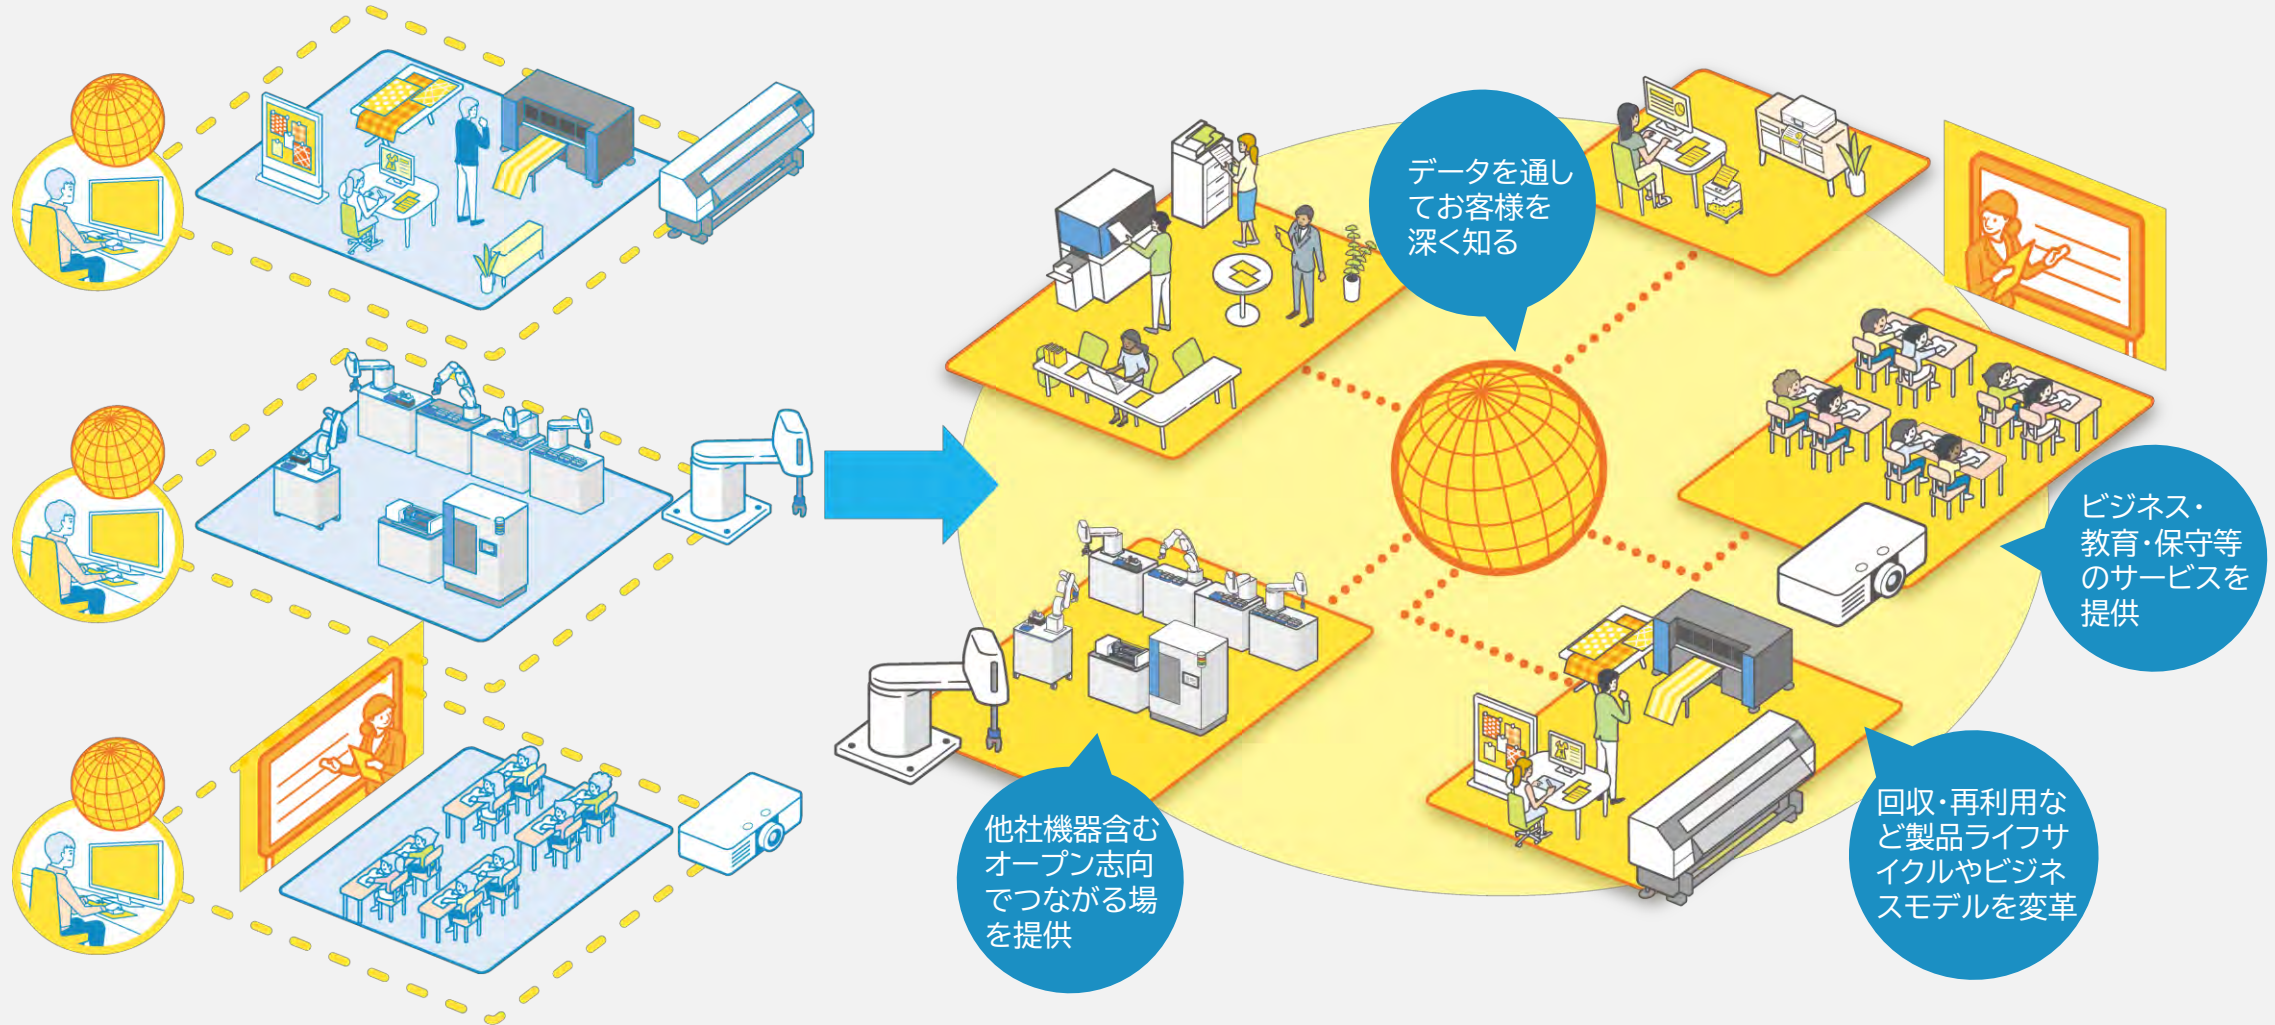 データを通し
てお客様を
深く知る
ビジネス・
教育・保守等
のサービスを
提供
他社機器含む
オープン志向
でつながる場
を提供
回収・再利用な
ど製品ライフサ
イクルやビジネ
スモデルを変革